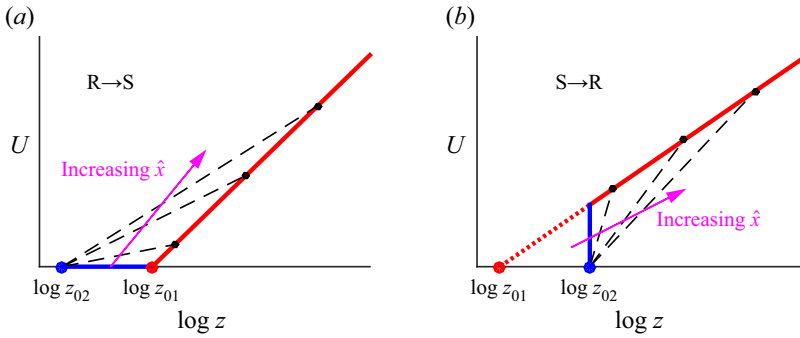 (a)
R→S
U
Increasing x̂
log z₀₂
log z₀₁
log z
(b)
S→R
U
Increasing x̂
log z₀₁
log z₀₂
log z